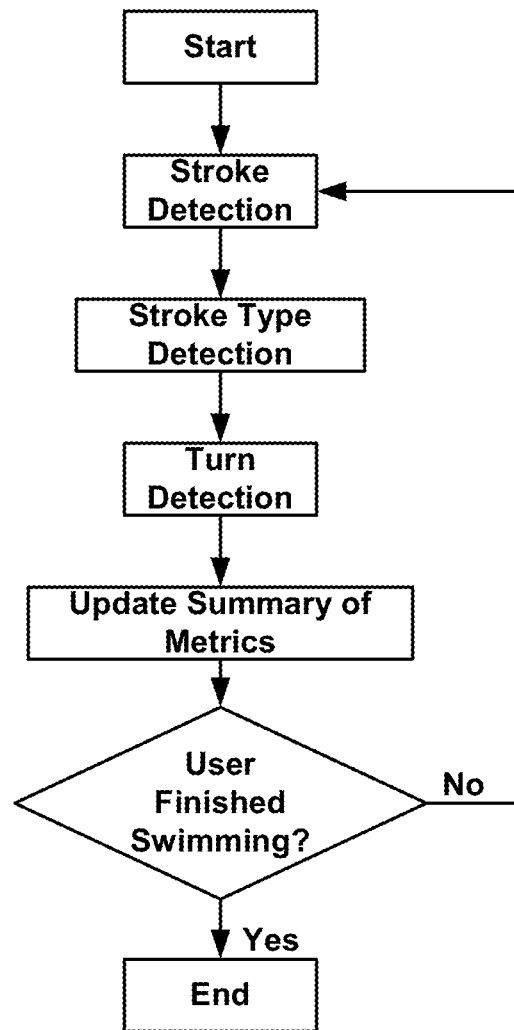 Start
Stroke
Detection
Stroke Type
Detection
Turn
Detection
Update Summary of
Metrics
User
Finished
Swimming?
No
Yes
End